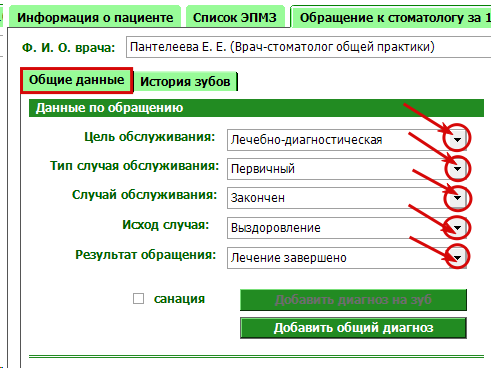 Информация о пациенте Список ЭПМЗ Обращение к стоматологу за 1
Ф. И. О. врача: Пантелеева Е. Е. (Врач-стоматолог общей практики)
Общие данные История зубов
Данные по обращению
Цель обслуживания: Лечебно-диагностическая
Тип случая обслуживания: Первичный
Случай обслуживания: Закончен
Исход случая: Выздоровление
Результат обращения: Лечение завершено
санация Добавить диагноз на зуб
Добавить общий диагноз